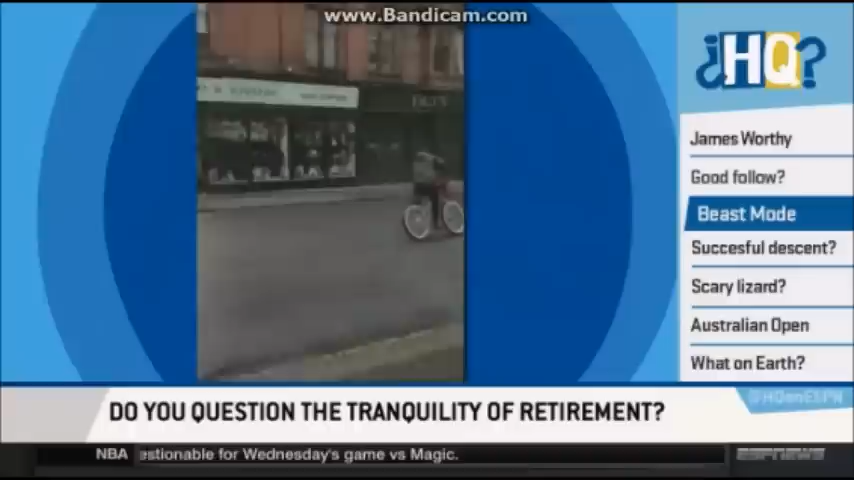 www.Bandicam.com
¿HQ?
James Worthy
Good follow?
Beast Mode
Succesful descent?
Scary lizard?
Australian Open
What on Earth?
DO YOU QUESTION THE TRANQUILITY OF RETIREMENT?
@HQonESPN
NBA estionable for Wednesday's game vs Magic.
ESPNEWS